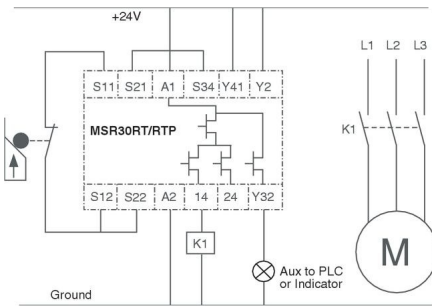 +24V
S11 S21 A1 S34 Y41 Y2
MSR30RT/RTP
S12 S22 A2 14 24 Y32
K1
Aux to PLC
or Indicator
Ground
L1 L2 L3
K1
M